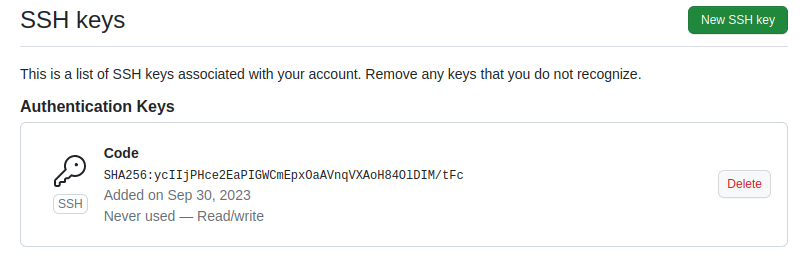 SSH keys
New SSH key
This is a list of SSH keys associated with your account. Remove any keys that you do not recognize.
Authentication Keys
Code
SHA256:ycIIjPHce2EaPIGWCmEpxOaAVnqVXAoH84OlDIM/tFc
SSH
Added on Sep 30, 2023
Never used — Read/write
Delete